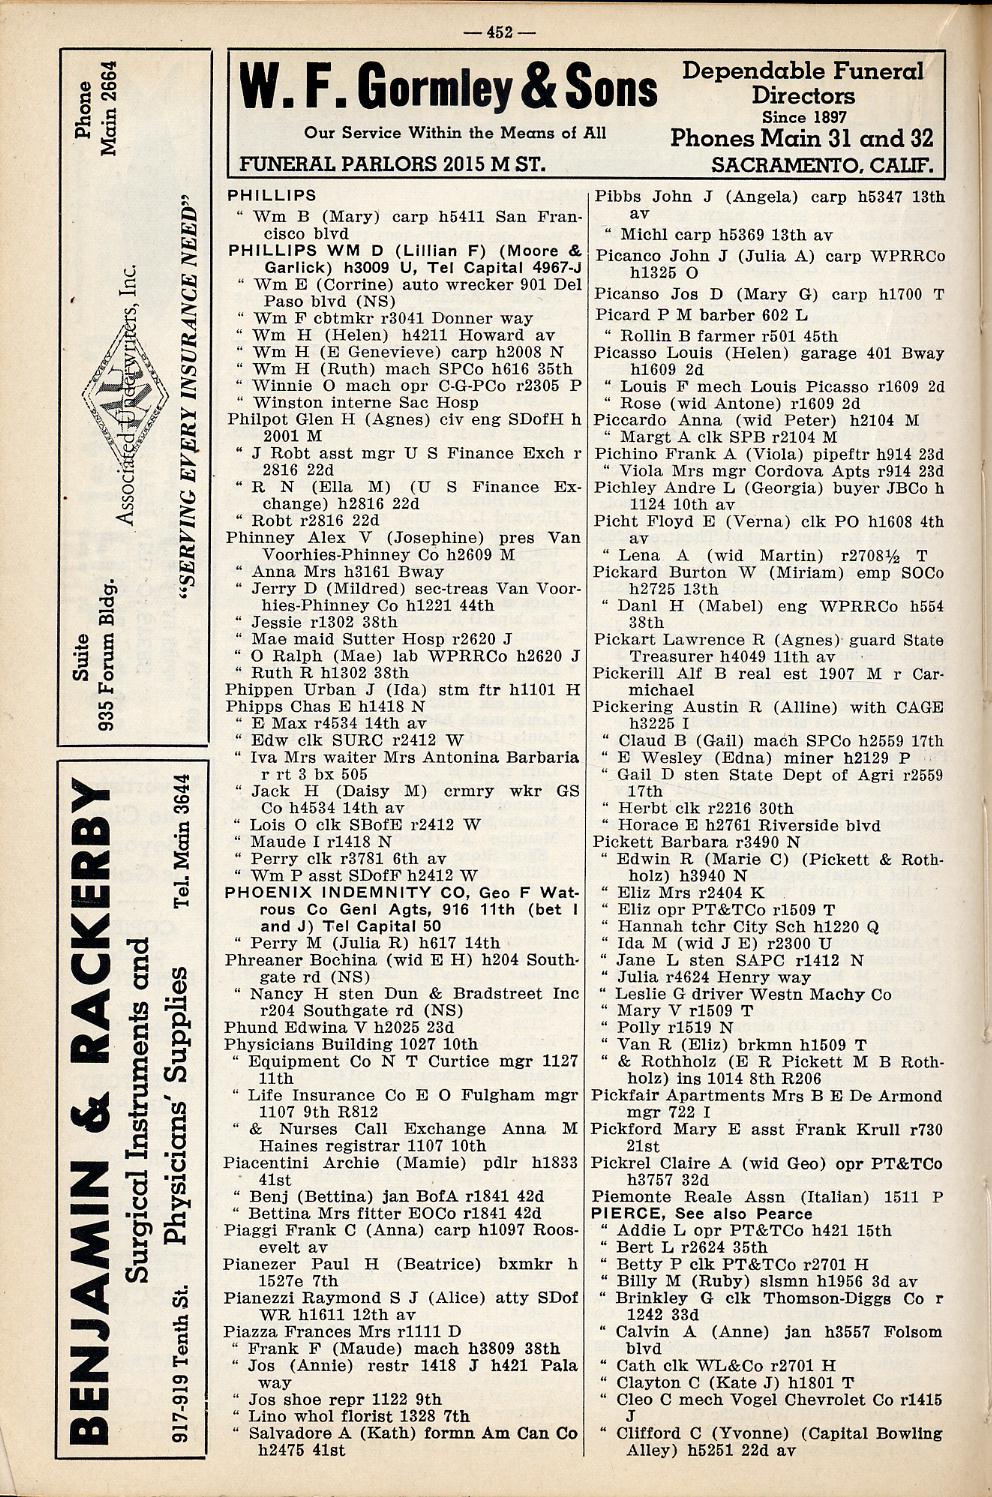 — 452 —
Suite
935 Forum Bldg.
Phone
Main 2664
Associated Underwriters, Inc.
SERVING EVERY INSURANCE
AU
“SERVING EVERY INSURANCE NEED”
BENJAMIN & RACKERBY
Surgical Instruments and
Physicians' Supplies
917-919 Tenth St.
Tel. Main 3644
W. F. Gormley & Sons
Our Service Within the Means of All
FUNERAL PARLORS 2015 M ST.
Dependable Funeral
Directors
Since 1897
Phones Main 31 and 32
SACRAMENTO, CALIF.
PHILLIPS
“ Wm B (Mary) carp h5411 San Fran-
cisco blvd
PHILLIPS WM D (Lillian F) (Moore &
Garlick) h3009 U, Tel Capital 4967-J
“ Wm E (Corrine) auto wrecker 901 Del
Paso blvd (NS)
“ Wm F cbtmkr r3041 Donner way
“ Wm H (Helen) h4211 Howard av
“ Wm H (E Genevieve) carp h2008 N
“ Wm H (Ruth) mach SPCo h616 35th
“ Winnie O mach opr C-G-PCo r2305 P
“ Winston interne Sac Hosp
Philpot Glen H (Agnes) civ eng SDofH h
2001 M
“ J Robt asst mgr U S Finance Exch r
2816 22d
“ R N (Ella M) (U S Finance Ex-
change) h2816 22d
“ Robt r2816 22d
Phinney Alex V (Josephine) pres Van
Voorhies-Phinney Co h2609 M
“ Anna Mrs h3161 Bway
“ Jerry D (Mildred) sec-treas Van Voor-
hies-Phinney Co h1221 44th
“ Jessie r1302 38th
“ Mae maid Sutter Hosp r2620 J
“ O Ralph (Mae) lab WPRRCo h2620 J
“ Ruth R h1302 38th
Phippen Urban J (Ida) stm ftr h1101 H
Phipps Chas E h1418 N
“ E Max r4534 14th av
“ Edw clk SURC r2412 W
“ Iva Mrs waiter Mrs Antonina Barbaria
r rt 3 bx 505
“ Jack H (Daisy M) crmry wkr GS
Co h4534 14th av
“ Lois O clk SBofE r2412 W
“ Maude I r1418 N
“ Perry clk r3781 6th av
“ Wm P asst SDofF h2412 W
PHOENIX INDEMNITY CO, Geo F Wat-
rous Co Genl Agts, 916 11th (bet I
and J) Tel Capital 50
“ Perry M (Julia R) h617 14th
Phreaner Bochina (wid E H) h204 South-
gate rd (NS)
“ Nancy H sten Dun & Bradstreet Inc
r204 Southgate rd (NS)
Phund Edwina V h2025 23d
Physicians Building 1027 10th
“ Equipment Co N T Curtice mgr 1127
11th
“ Life Insurance Co E O Fulgham mgr
1107 9th R812
“ & Nurses Call Exchange Anna M
Haines registrar 1107 10th
Piacentini Archie (Mamie) pdlr h1833
41st
“ Benj (Bettina) jan BofA r1841 42d
“ Bettina Mrs fitter EOCo r1841 42d
Piaggi Frank C (Anna) carp h1097 Roos-
evelt av
Pianezer Paul H (Beatrice) bxmkr h
1527e 7th
Pianezzi Raymond S J (Alice) atty SDof
WR h1611 12th av
Piazza Frances Mrs r1111 D
“ Frank F (Maude) mach h3809 38th
“ Jos (Annie) restr 1418 J h421 Pala
way
“ Jos shoe repr 1122 9th
“ Lino whol florist 1328 7th
“ Salvadore A (Kath) formn Am Can Co
h2475 41st
Pibbs John J (Angela) carp h5347 13th
av
“ Michl carp h5369 13th av
Picanco John J (Julia A) carp WPRRCo
h1325 O
Picanso Jos D (Mary G) carp h1700 T
Picard P M barber 602 L
“ Rollin B farmer r501 45th
Picasso Louis (Helen) garage 401 Bway
h1609 2d
“ Louis F mech Louis Picasso r1609 2d
“ Rose (wid Antone) r1609 2d
Piccardo Anna (wid Peter) h2104 M
“ Margt A clk SPB r2104 M
Pichino Frank A (Viola) pipeftr h914 23d
“ Viola Mrs mgr Cordova Apts r914 23d
Pichley Andre L (Georgia) buyer JBCo h
1124 10th av
Picht Floyd E (Verna) clk PO h1608 4th
av
“ Lena A (wid Martin) r2708½ T
Pickard Burton W (Miriam) emp SOCo
h2725 13th
“ Danl H (Mabel) eng WPRRCo h554
38th
Pickart Lawrence R (Agnes) guard State
Treasurer h4049 11th av
Pickerill Alf B real est 1907 M r Car-
michael
Pickering Austin R (Alline) with CAGE
h3225 I
“ Claud B (Gail) mach SPCo h2559 17th
“ E Wesley (Edna) miner h2129 P
“ Gail D sten State Dept of Agri r2559
17th
“ Herbt clk r2216 30th
“ Horace E h2761 Riverside blvd
Pickett Barbara r3490 N
“ Edwin R (Marie C) (Pickett & Roth-
holz) h3940 N
“ Eliz Mrs r2404 K
“ Eliz opr PT&TCo r1509 T
“ Hannah tchr City Sch h1220 Q
“ Ida M (wid J E) r2300 U
“ Jane L sten SAPC r1412 N
“ Julia r4624 Henry way
“ Leslie G driver Westn Machy Co
“ Mary V r1509 T
“ Polly r1519 N
“ Van R (Eliz) brkmn h1509 T
“ & Rothholz (E R Pickett M B Roth-
holz) ins 1014 8th R206
Pickfair Apartments Mrs B E De Armond
mgr 722 I
Pickford Mary E asst Frank Krull r730
21st
Pickrel Claire A (wid Geo) opr PT&TCo
h3757 32d
Piemonte Reale Assn (Italian) 1511 P
PIERCE, See also Pearce
“ Addie L opr PT&TCo h421 15th
“ Bert L r2624 35th
“ Betty P clk PT&TCo r2701 H
“ Billy M (Ruby) slsmn h1956 3d av
“ Brinkley G clk Thomson-Diggs Co r
1242 33d
“ Calvin A (Anne) jan h3557 Folsom
blvd
“ Cath clk WL&Co r2701 H
“ Clayton C (Kate J) h1801 T
“ Cleo C mech Vogel Chevrolet Co r1415
J
“ Clifford C (Yvonne) (Capital Bowling
Alley) h5251 22d av